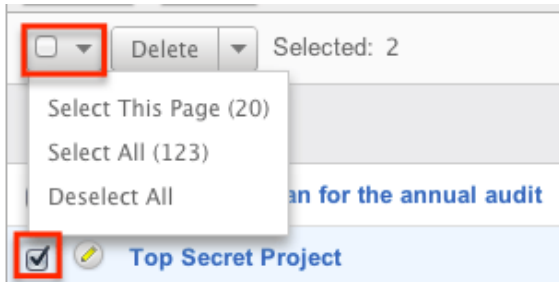 Delete Selected: 2
Select This Page (20)
Select All (123)
Deselect All
for the annual audit
Top Secret Project